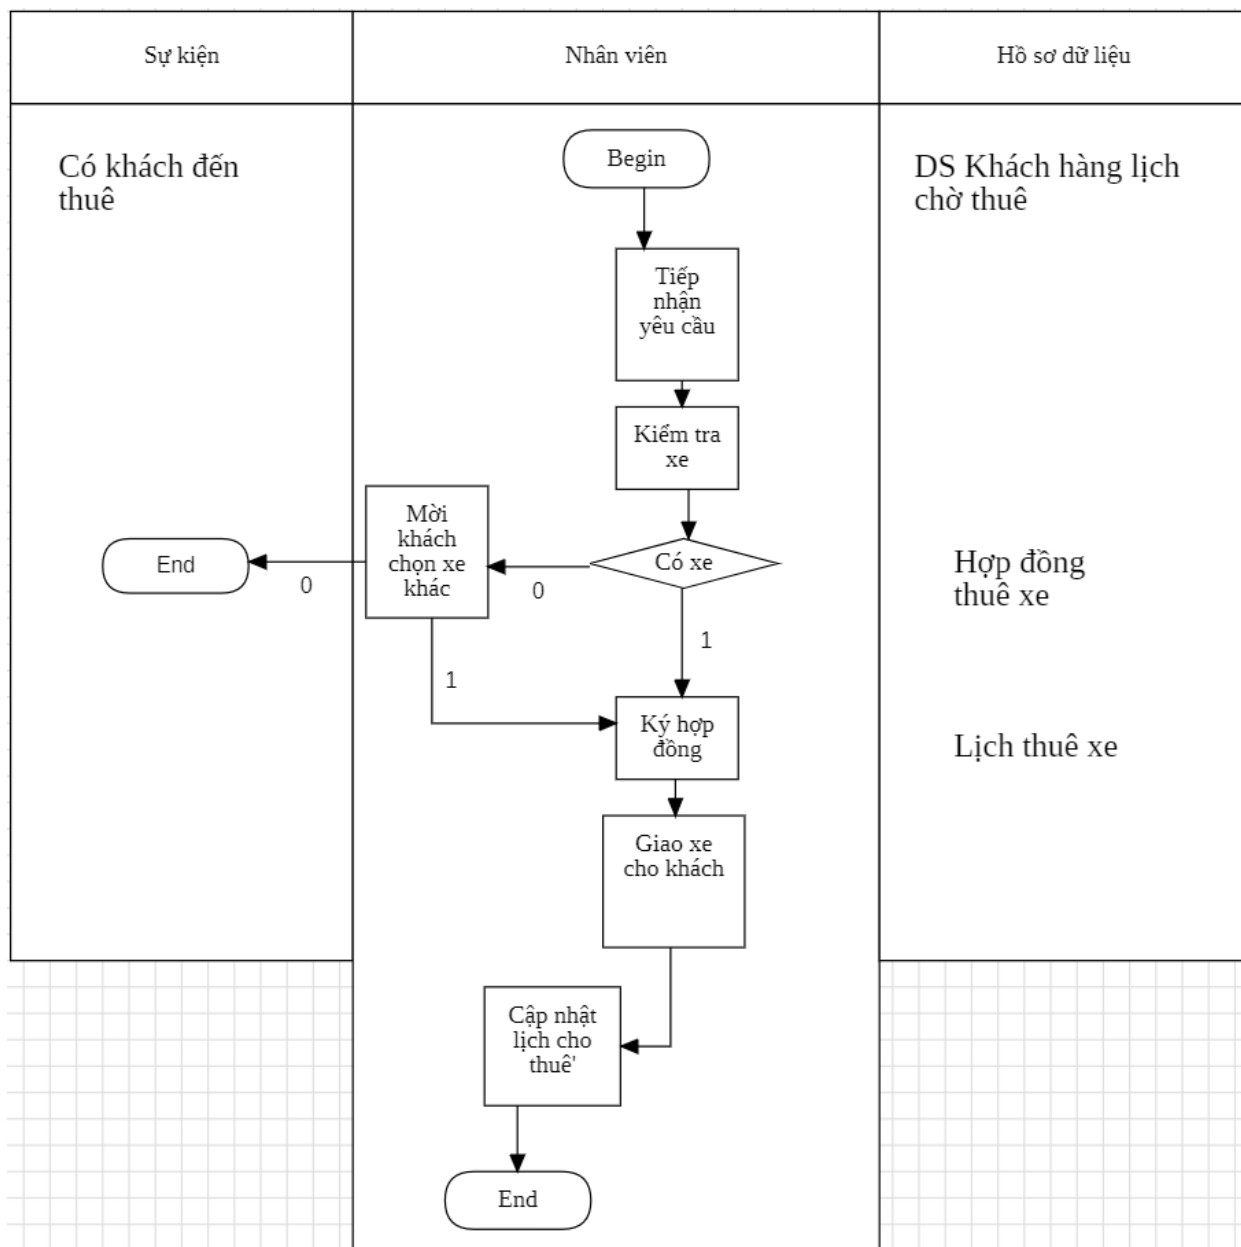 Sự kiện
Nhân viên
Hồ sơ dữ liệu
Có khách đến
thuê
Begin
DS Khách hàng lịch
chờ thuê
Tiếp
nhận
yêu cầu
Kiểm tra
xe
Mời
khách
chọn xe
khác
End
0
0
Có xe
Hợp đồng
thuê xe
1
1
Ký hợp
đồng
Lịch thuê xe
Giao xe
cho khách
Cập nhật
lịch cho
thuê'
End